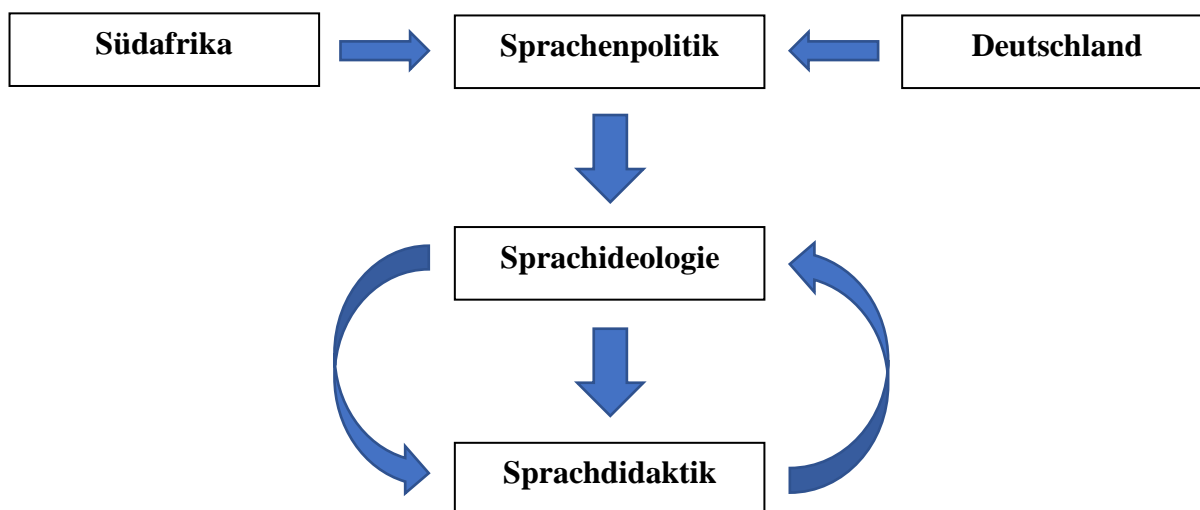 Südafrika
Sprachenpolitik
Deutschland
Sprachideologie
Sprachdidaktik